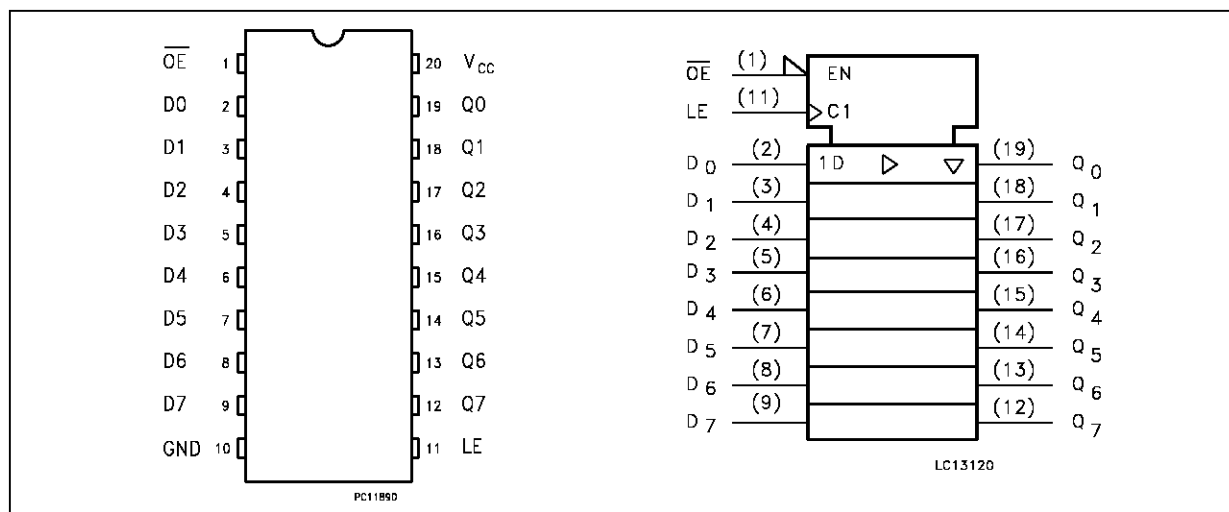 O̅E̅ 1 20 VCC
D0 2 19 Q0
D1 3 18 Q1
D2 4 17 Q2
D3 5 16 Q3
D4 6 15 Q4
D5 7 14 Q5
D6 8 13 Q6
D7 9 12 Q7
GND 10 11 LE
PC11890
O̅E̅ (1) EN
LE (11) C1
D0 (2) 1D (19) Q0
D1 (3) (18) Q1
D2 (4) (17) Q2
D3 (5) (16) Q3
D4 (6) (15) Q4
D5 (7) (14) Q5
D6 (8) (13) Q6
D7 (9) (12) Q7
LC13120